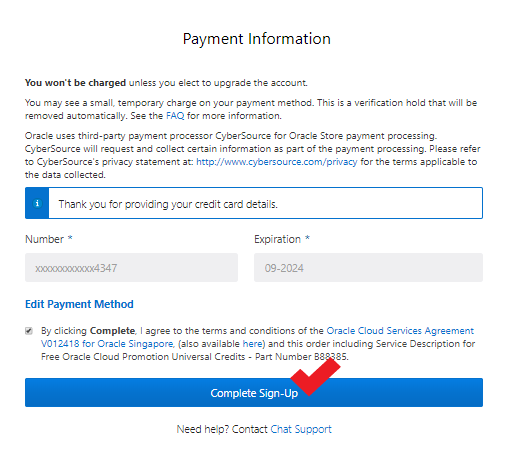 Payment Information
You won't be charged unless you elect to upgrade the account.
You may see a small, temporary charge on your payment method. This is a verification hold that will be
removed automatically. See the FAQ for more information.
Oracle uses third-party payment processor CyberSource for Oracle Store payment processing.
CyberSource will request and collect certain information as part of the payment processing. Please refer
to CyberSource's privacy statement at: http://www.cybersource.com/privacy for the terms applicable to
the data collected.
Thank you for providing your credit card details.
Number * Expiration *
xxxxxxxxxxxx4347 09-2024
Edit Payment Method
By clicking Complete, I agree to the terms and conditions of the Oracle Cloud Services Agreement
V012418 for Oracle Singapore, (also available here) and this order including Service Description for
Free Oracle Cloud Promotion Universal Credits - Part Number B88385.
Complete Sign-Up
Need help? Contact Chat Support